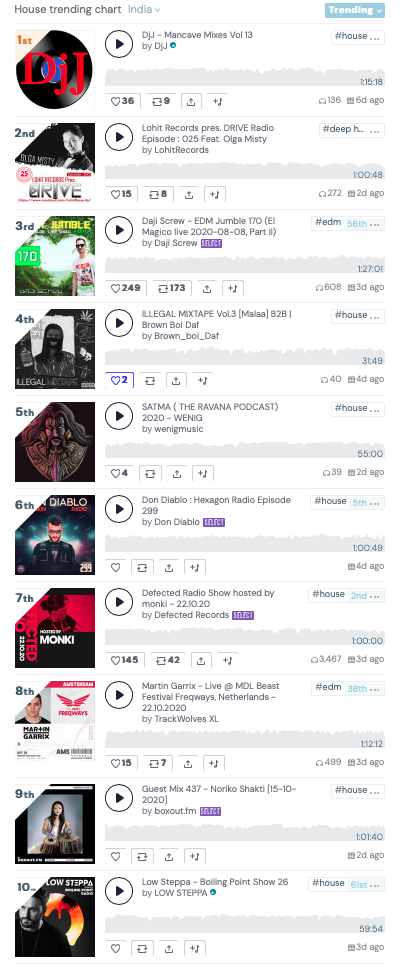 House trending chart India Trending
1st
DjJ
DjJ - Mancave Mixes Vol 13
by DjJ
#house ...
1:15:18
36 9
136 6d ago
2nd
OLGA MISTY
25
LOHIT RECORDS Pres.
DRIVE
Lohit Records pres. DRIVE Radio
Episode : 025 Feat. Olga Misty
by LohitRecords
#deep h... ...
1:00:48
15 8
272 2d ago
3rd
JUMBLE
170
DAJI SCREW
Daji Screw - EDM Jumble 170 (El
Magico live 2020-08-08, Part II)
by Daji Screw SELECT
#edm 56th ...
1:27:01
249 173
608 3d ago
4th
ILLEGAL MIXTAPE
ILLEGAL MIXTAPE Vol.3 [Malaa] B2B |
Brown Boi Daf
by Brown_boi_Daf
#house ...
31:49
2
40 4d ago
5th
SATMA ( THE RAVANA PODCAST)
2020 - WENIG
by wenigmusic
#house ...
55:00
4
39 2d ago
6th
DIABLO
RADIO
299
Don Diablo : Hexagon Radio Episode
299
by Don Diablo SELECT
#house 5th ...
1:00:49
4d ago
7th
HOSTED BY
MONKI
22.10.20
Defected Radio Show hosted by
monki - 22.10.20
by Defected Records SELECT
#house 2nd ...
1:00:00
145 42
3,467 3d ago
8th
AMSTERDAM
FREQWAYS
MARTIN
GARRIX
AMS
Martin Garrix - Live @ MDL Beast
Festival Freqways, Netherlands -
22.10.2020
by TrackWolves XL
#edm 38th ...
1:12:12
15 7
499 3d ago
9th
BOXOUT.FM
Guest Mix 437 - Noriko Shakti [15-10-
2020]
by boxout.fm SELECT
#house ...
1:01:40
2d ago
10th
LOW STEPPA
BOILING POINT
RADIO SHOW
Low Steppa - Boiling Point Show 26
by LOW STEPPA
#house 61st ...
59:54
3d ago